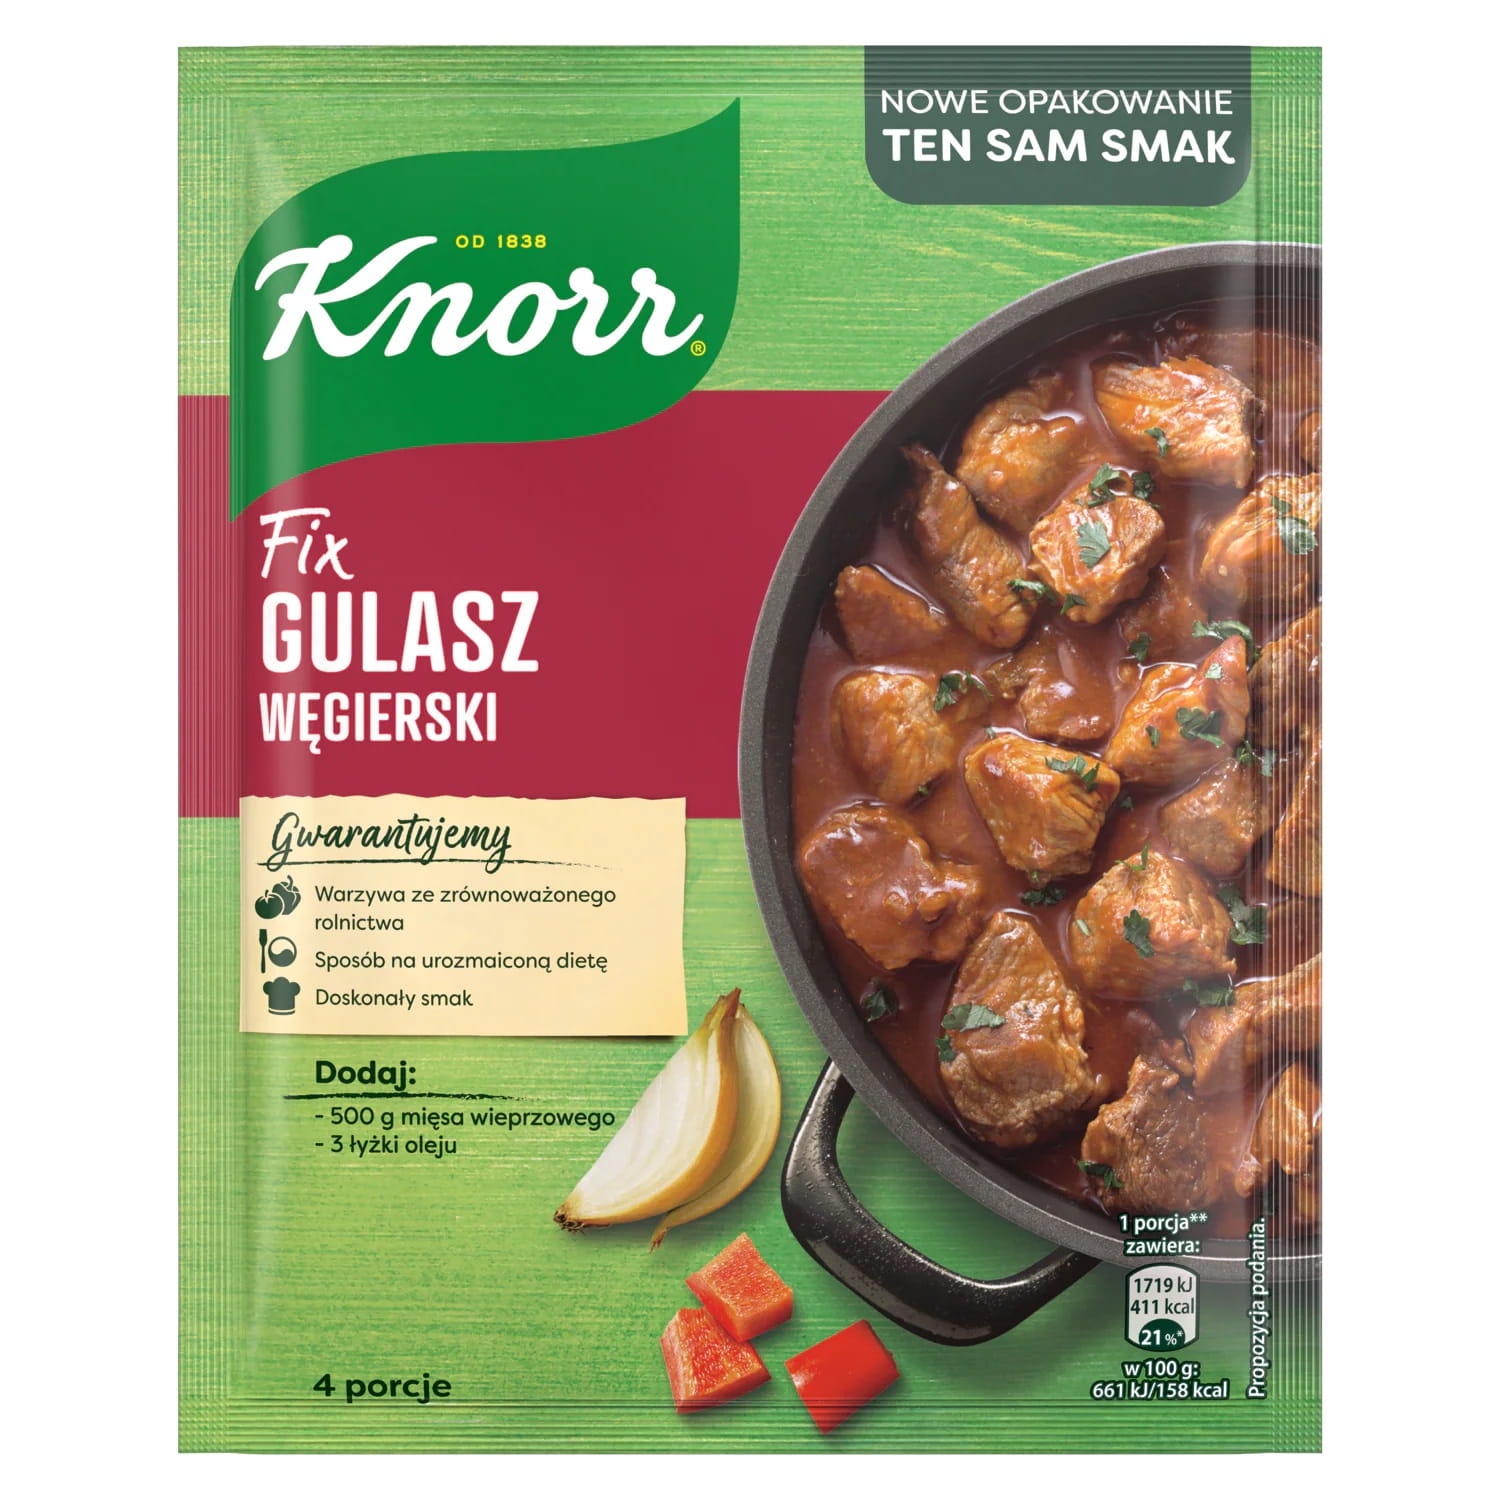 NOWE OPAKOWANIE
TEN SAM SMAK
OD 1838
Knorr®
Fix
GULASZ
WĘGIERSKI
Gwarantujemy
Warzywa ze zrównoważonego
rolnictwa
Sposób na urozmaiconą dietę
Doskonały smak
Dodaj:
- 500 g mięsa wieprzowego
- 3 łyżki oleju
4 porcje
1 porcja**
zawiera:
1719 kJ
411 kcal
21%*
w 100 g:
661 kJ/158 kcal
Propozycja podania.